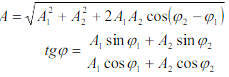 A = √(A₁² + A₂² + 2A₁A₂ cos(φ₂ − φ₁))
tgφ = (A₁ sin φ₁ + A₂ sin φ₂) / (A₁ cos φ₁ + A₂ cos φ₂)